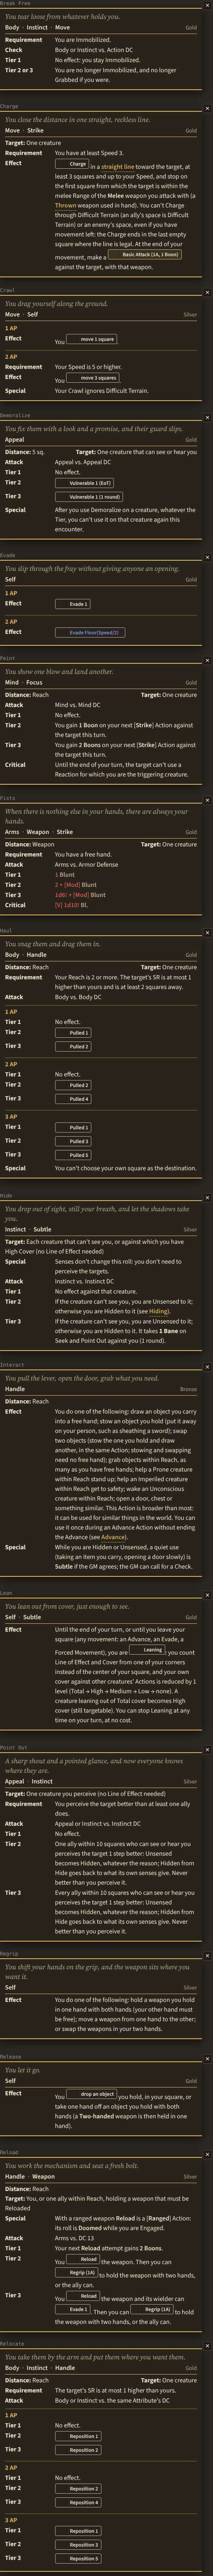 Break Free
You tear loose from whatever holds you.
Body · Instinct · Move Gold
Requirement You are Immobilized.
Check Body or Instinct vs. Action DC
Tier 1 No effect: you stay Immobilized.
Tier 2 or 3 You are no longer Immobilized, and no longer
Grabbed if you were.
Charge
You close the distance in one straight, reckless line.
Move · Strike Gold
Target: One creature
Requirement You have at least Speed 3.
Effect Charge in a straight line toward the target, at
least 3 squares and up to your Speed, and stop on
the first square from which the target is within the
melee Range of the Melee weapon you attack with (a
Thrown weapon used in hand). You can't Charge
through Difficult Terrain (an ally's space is Difficult
Terrain) or an enemy's space, even if you have
movement left: the Charge ends at the last empty
square where the line is legal. At the end of your
movement, make a Basic Attack (1A, 1 Boon)
against the target, with that weapon.
Crawl
You drag yourself along the ground.
Move · Self Silver
1 AP
Effect You move 1 square
2 AP
Requirement Your Speed is 5 or higher.
Effect You move 3 squares
Special Your Crawl ignores Difficult Terrain.
Demoralize
You fix them with a look and a promise, and their guard slips.
Appeal Gold
Distance: 5 sq. Target: One creature that can see or hear you
Attack Appeal vs. Appeal DC
Tier 1 No effect.
Tier 2 Vulnerable 1 (EoT)
Tier 3 Vulnerable 1 (1 round)
Special After you use Demoralize on a creature, whatever the
Tier, you can't use it on that creature again this
encounter.
Evade
You slip through the fray without giving anyone an opening.
Self Gold
1 AP
Effect Evade 1
2 AP
Effect Evade Floor(Speed/2)
Feint
You show one blow and land another.
Mind · Focus Gold
Distance: Reach Target: One creature
Attack Mind vs. Mind DC
Tier 1 No effect.
Tier 2 You gain 1 Boon on your next [Strike] Action against
the target this turn.
Tier 3 You gain 2 Boons on your next [Strike] Action against
the target this turn.
Critical Until the end of your turn, the target can't use a
Reaction for which you are the triggering creature.
Fists
When there is nothing else in your hands, there are always your
hands.
Arms · Weapon · Strike Gold
Distance: Weapon Target: One creature
Requirement You have a free hand.
Attack Arms vs. Armor Defense
Tier 1 1 Blunt
Tier 2 2 + [Mod] Blunt
Tier 3 1d6! + [Mod] Blunt
Critical [V] 1d10! Bl.
Haul
You snag them and drag them in.
Body · Handle Gold
Distance: Reach Target: One creature
Requirement Your Reach is 2 or more. The target's SR is at most 1
higher than yours and is at least 2 squares away.
Attack Body vs. Body DC
1 AP
Tier 1 No effect.
Tier 2 Pulled 1
Tier 3 Pulled 2
2 AP
Tier 1 No effect.
Tier 2 Pulled 2
Tier 3 Pulled 4
3 AP
Tier 1 Pulled 1
Tier 2 Pulled 3
Tier 3 Pulled 5
Special You can't choose your own square as the destination.
Hide
You drop out of sight, still your breath, and let the shadows take
you.
Instinct · Subtle Silver
Target: Each creature that can't see you, or against which you have
High Cover (no Line of Effect needed)
Special Senses don't change this roll: you don't need to
perceive the targets.
Attack Instinct vs. Instinct DC
Tier 1 No effect against that creature.
Tier 2 If the creature can't see you, you are Unsensed to it;
otherwise you are Hidden to it (see Hiding).
Tier 3 If the creature can't see you, you are Unsensed to it;
otherwise you are Hidden to it. It takes 1 Bane on
Seek and Point Out against you (1 round).
Interact
You pull the lever, open the door, grab what you need.
Handle Bronze
Distance: Reach
Effect You do one of the following: draw an object you carry
into a free hand; stow an object you hold (put it away
on your person, such as sheathing a sword); swap
two objects (stow the one you hold and draw
another, in the same Action; stowing and swapping
need no free hand); grab objects within Reach, as
many as you have free hands; help a Prone creature
within Reach stand up; help an Imperiled creature
within Reach get to safety; wake an Unconscious
creature within Reach; open a door, chest or
something similar. This Action is broader than most:
it can be used for similar things in the world. You can
use it once during an Advance Action without ending
the Advance (see Advance).
Special While you are Hidden or Unsensed, a quiet use
(taking an item you carry, opening a door slowly) is
Subtle if the GM agrees; the GM can call for a Check.
Lean
You lean out from cover, just enough to see.
Self · Subtle Gold
Effect Until the end of your turn, or until you leave your
square (any movement: an Advance, an Evade, a
Forced Movement), you are Leaning : you count
Line of Effect and Cover from one of your corners
instead of the center of your square, and your own
cover against other creatures' Actions is reduced by 1
level (Total → High → Medium → Low → none). A
creature leaning out of Total cover becomes High
cover (still targetable). You can stop Leaning at any
time on your turn, at no cost.
Point Out
A sharp shout and a pointed glance, and now everyone knows
where they are.
Appeal · Instinct Silver
Target: One creature you perceive (no Line of Effect needed)
Requirement You perceive the target better than at least one ally
does.
Attack Appeal or Instinct vs. Instinct DC
Tier 1 No effect.
Tier 2 One ally within 10 squares who can see or hear you
perceives the target 1 step better: Unsensed
becomes Hidden, whatever the reason; Hidden from
Hide goes back to what its own senses give. Never
better than you perceive it.
Tier 3 Every ally within 10 squares who can see or hear you
perceives the target 1 step better: Unsensed
becomes Hidden, whatever the reason; Hidden from
Hide goes back to what its own senses give. Never
better than you perceive it.
Regrip
You shift your hands on the grip, and the weapon sits where you
want it.
Self Silver
Effect You do one of the following: hold a weapon you hold
in one hand with both hands (your other hand must
be free); move a weapon from one hand to the other;
or swap the weapons in your two hands.
Release
You let it go.
Self Gold
Effect You drop an object you hold, in your square, or
take one hand off an object you hold with both
hands (a Two-handed weapon is then held in one
hand).
Reload
You work the mechanism and seat a fresh bolt.
Handle · Weapon Silver
Distance: Reach
Target: You, or one ally within Reach, holding a weapon that must be
Reloaded
Special With a ranged weapon Reload is a [Ranged] Action:
its roll is Doomed while you are Engaged.
Attack Arms vs. DC 13
Tier 1 Your next Reload attempt gains 2 Boons.
Tier 2 You Reload the weapon. Then you can
Regrip (1A) to hold the weapon with two hands,
or the ally can.
Tier 3 You Reload the weapon and its wielder can
Evade 1 . Then you can Regrip (1A) to hold
the weapon with two hands, or the ally can.
Relocate
You take them by the arm and put them where you want them.
Body · Instinct · Handle Gold
Distance: Reach Target: One creature
Requirement The target's SR is at most 1 higher than yours.
Attack Body or Instinct vs. the same Attribute's DC
1 AP
Tier 1 No effect.
Tier 2 Reposition 1
Tier 3 Reposition 2
2 AP
Tier 1 No effect.
Tier 2 Reposition 2
Tier 3 Reposition 4
3 AP
Tier 1 Reposition 1
Tier 2 Reposition 3
Tier 3 Reposition 5